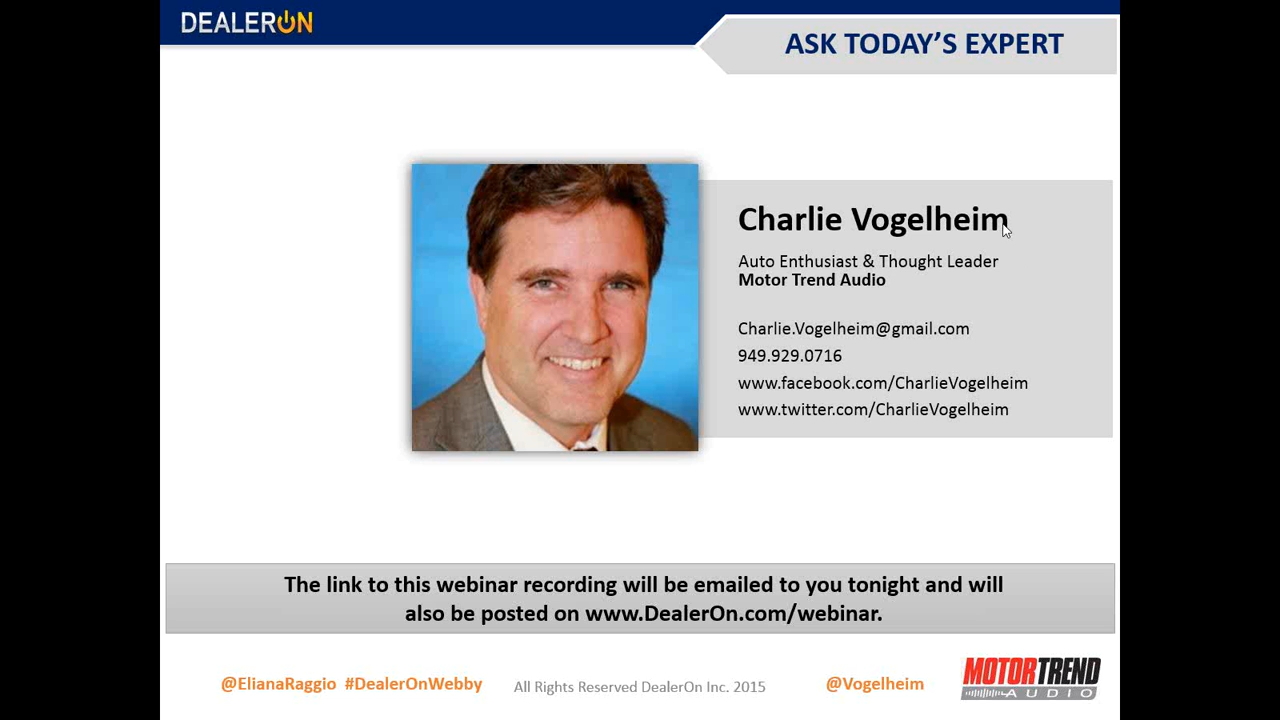 DEALERON
ASK TODAY'S EXPERT
Charlie Vogelheim
Auto Enthusiast & Thought Leader
Motor Trend Audio
Charlie.Vogelheim@gmail.com
949.929.0716
www.facebook.com/CharlieVogelheim
www.twitter.com/CharlieVogelheim
The link to this webinar recording will be emailed to you tonight and will
also be posted on www.DealerOn.com/webinar.
@ElianaRaggio #DealerOnWebby
All Rights Reserved DealerOn Inc. 2015
@Vogelheim
MOTOR TREND
AUDIO